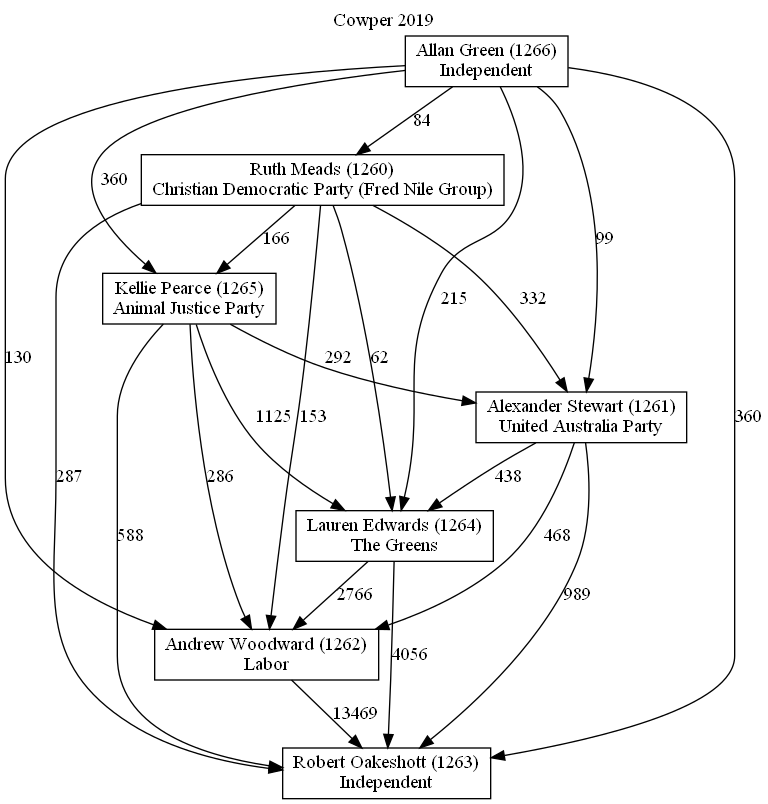 Cowper 2019
Allan Green (1266)
Independent
84
Ruth Meads (1260)
Christian Democratic Party (Fred Nile Group)
360
166
99
Kellie Pearce (1265)
Animal Justice Party
215
332
130
292
62
360
Alexander Stewart (1261)
United Australia Party
1125
153
287
286
438
Lauren Edwards (1264)
The Greens
588
468
2766
989
Andrew Woodward (1262)
Labor
4056
13469
Robert Oakeshott (1263)
Independent